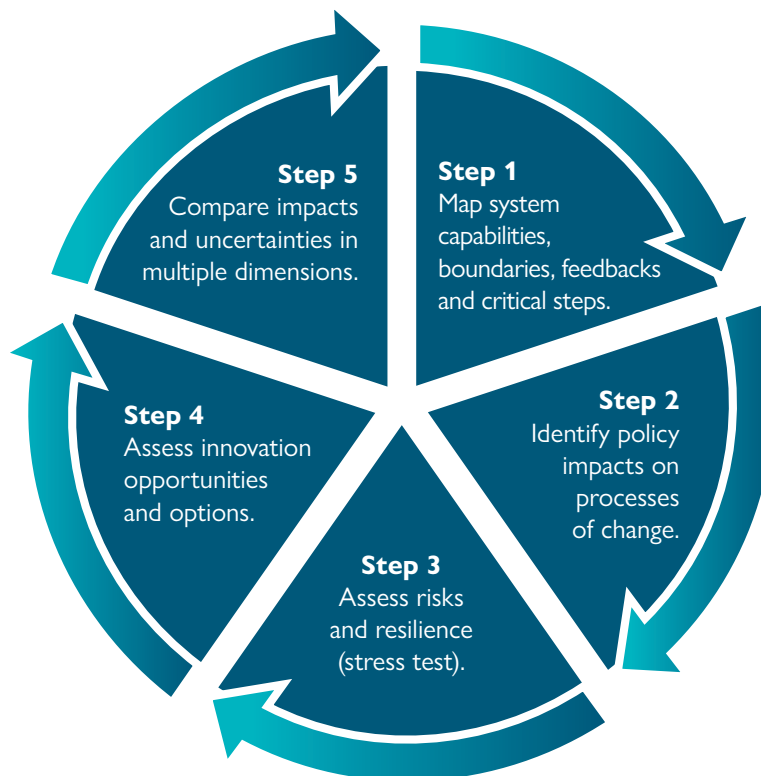 Step 1
Map system
capabilities,
boundaries, feedbacks
and critical steps.
Step 2
Identify policy
impacts on
processes
of change.
Step 3
Assess risks
and resilience
(stress test).
Step 4
Assess innovation
opportunities
and options.
Step 5
Compare impacts
and uncertainties in
multiple dimensions.